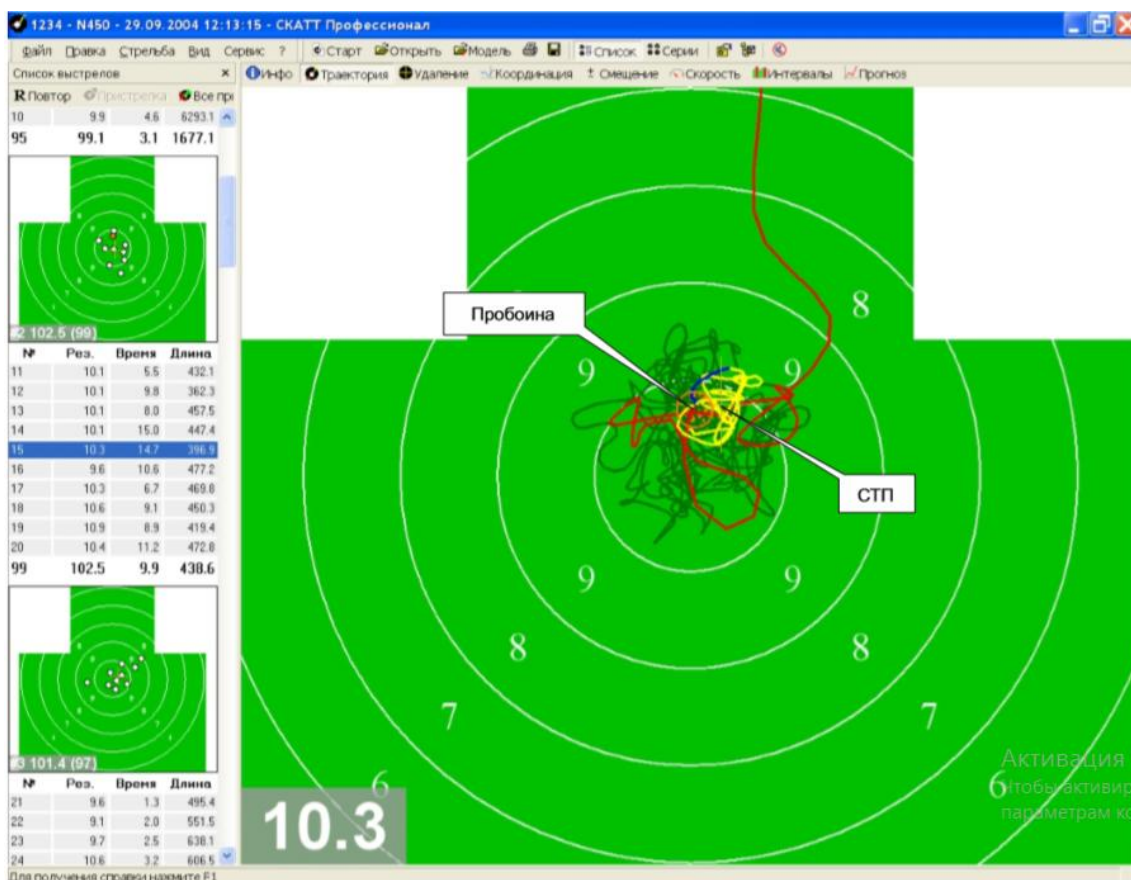 1234 - N450 - 29.09.2004 12:13:15 - СКАТТ Профессионал
Файл Правка Стрельба Вид Сервис ? Старт Открыть Модель Список Серии
Список выстрелов x
Инфо Траектория Удаление Координация Смещение Скорость Интервалы Прогноз
R Повтор Пристрелка Все при
10 9.9 4.6 6293.1
95 99.1 3.1 1677.1
#2 102.5 (99)
№ Рез. Время Длина
11 10.1 5.5 432.1
12 10.1 9.8 362.3
13 10.1 8.0 457.5
14 10.1 15.0 447.4
15 10.3 14.7 396.9
16 9.6 10.6 477.2
17 10.3 6.7 469.8
18 10.6 9.1 450.3
19 10.9 8.9 419.4
20 10.4 11.2 472.8
99 102.5 9.9 438.6
#3 101.4 (97)
№ Рез. Время Длина
21 9.6 1.3 495.4
22 9.1 2.0 551.5
23 9.7 2.5 638.1
24 10.6 3.2 606.5
8
Пробоина
9 9
СТП
9 9
8 8
7 7
6 6
10.3
Активация
Чтобы активир
параметрам ко
Для получения справки нажмите F1